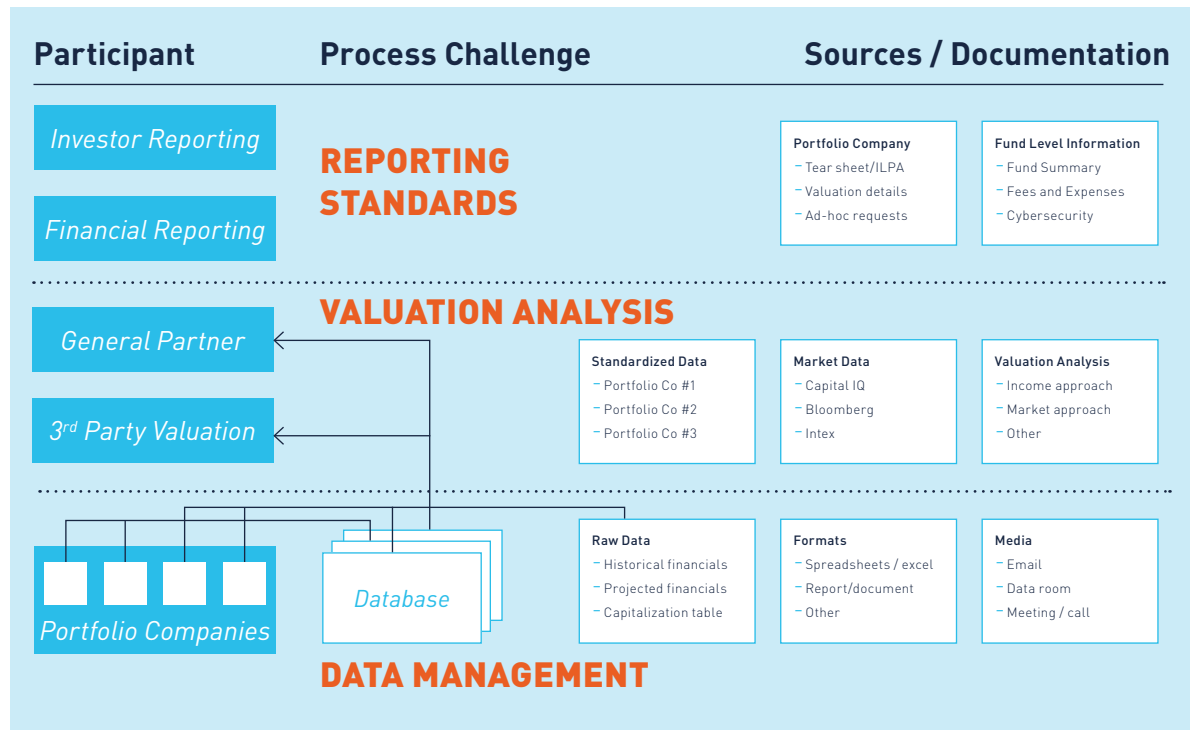 Participant
Process Challenge
Sources / Documentation
Investor Reporting
Financial Reporting
REPORTING
STANDARDS
Portfolio Company
– Tear sheet/ILPA
– Valuation details
– Ad-hoc requests
Fund Level Information
– Fund Summary
– Fees and Expenses
– Cybersecurity
VALUATION ANALYSIS
General Partner
3rd Party Valuation
Standardized Data
– Portfolio Co #1
– Portfolio Co #2
– Portfolio Co #3
Market Data
– Capital IQ
– Bloomberg
– Intex
Valuation Analysis
– Income approach
– Market approach
– Other
Portfolio Companies
Database
DATA MANAGEMENT
Raw Data
– Historical financials
– Projected financials
– Capitalization table
Formats
– Spreadsheets / excel
– Report/document
– Other
Media
– Email
– Data room
– Meeting / call